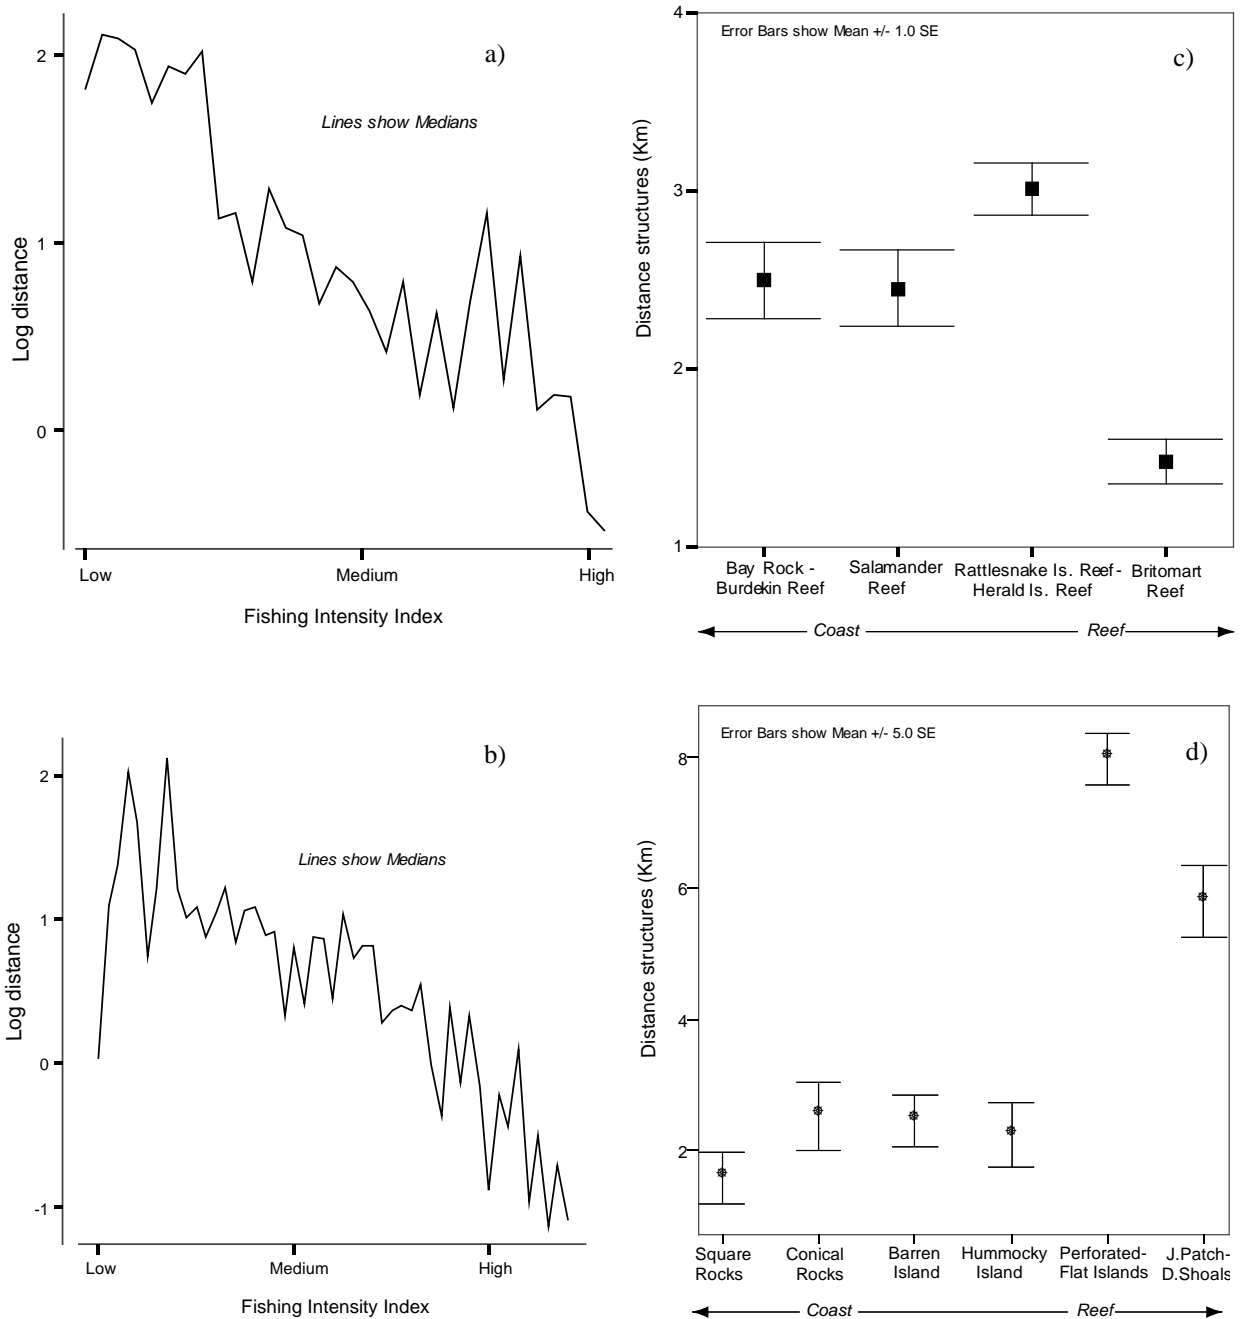 a)
Lines show Medians
2
1
0
Log distance
Low Medium High
Fishing Intensity Index
Error Bars show Mean +/- 1.0 SE
c)
4
3
2
1
Distance structures (Km)
Bay Rock -
Burdekin Reef
Salamander
Reef
Rattlesnake Is. Reef -
Herald Is. Reef
Britomart
Reef
Coast Reef
b)
Lines show Medians
2
1
0
-1
Log distance
Low Medium High
Fishing Intensity Index
Error Bars show Mean +/- 5.0 SE
d)
8
6
4
2
Distance structures (Km)
Square
Rocks
Conical
Rocks
Barren
Island
Hummocky
Island
Perforated-
Flat Islands
J.Patch-
D.Shoals
Coast Reef